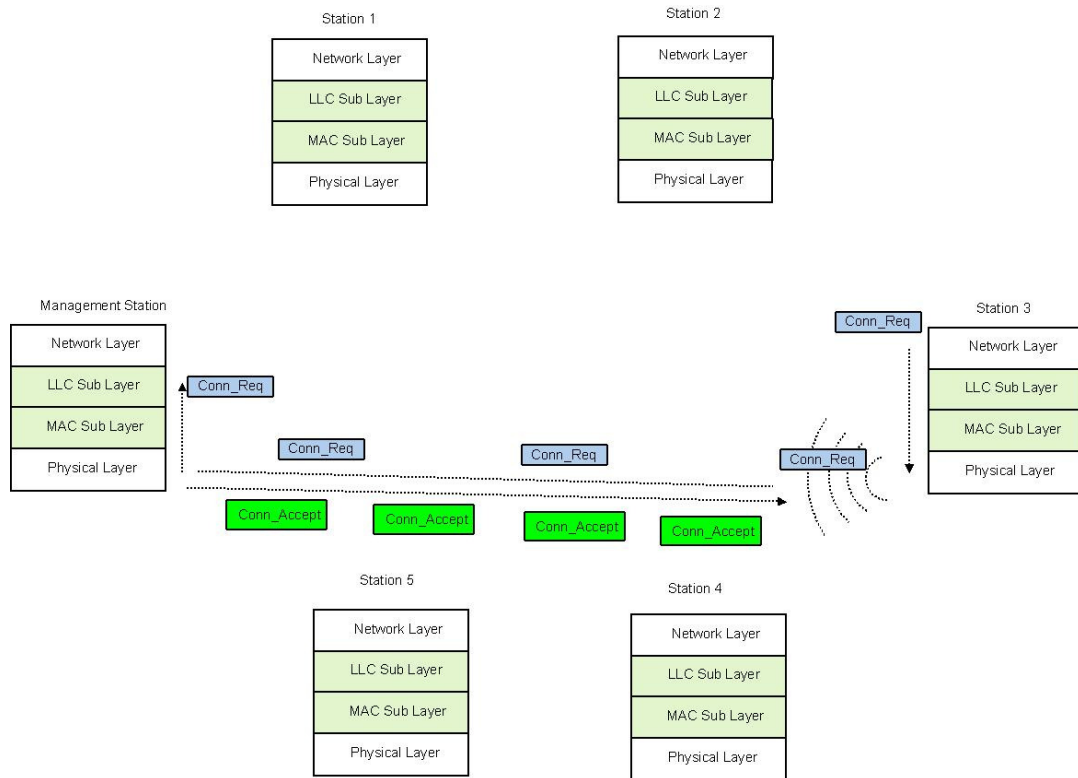 Station 1
Network Layer
LLC Sub Layer
MAC Sub Layer
Physical Layer
Station 2
Network Layer
LLC Sub Layer
MAC Sub Layer
Physical Layer
Management Station
Network Layer
LLC Sub Layer
MAC Sub Layer
Physical Layer
Conn_Req
Conn_Req
Conn_Req
Conn_Req
Conn_Req
Station 3
Network Layer
LLC Sub Layer
MAC Sub Layer
Physical Layer
Conn_Accept
Conn_Accept
Conn_Accept
Conn_Accept
Station 5
Network Layer
LLC Sub Layer
MAC Sub Layer
Physical Layer
Station 4
Network Layer
LLC Sub Layer
MAC Sub Layer
Physical Layer